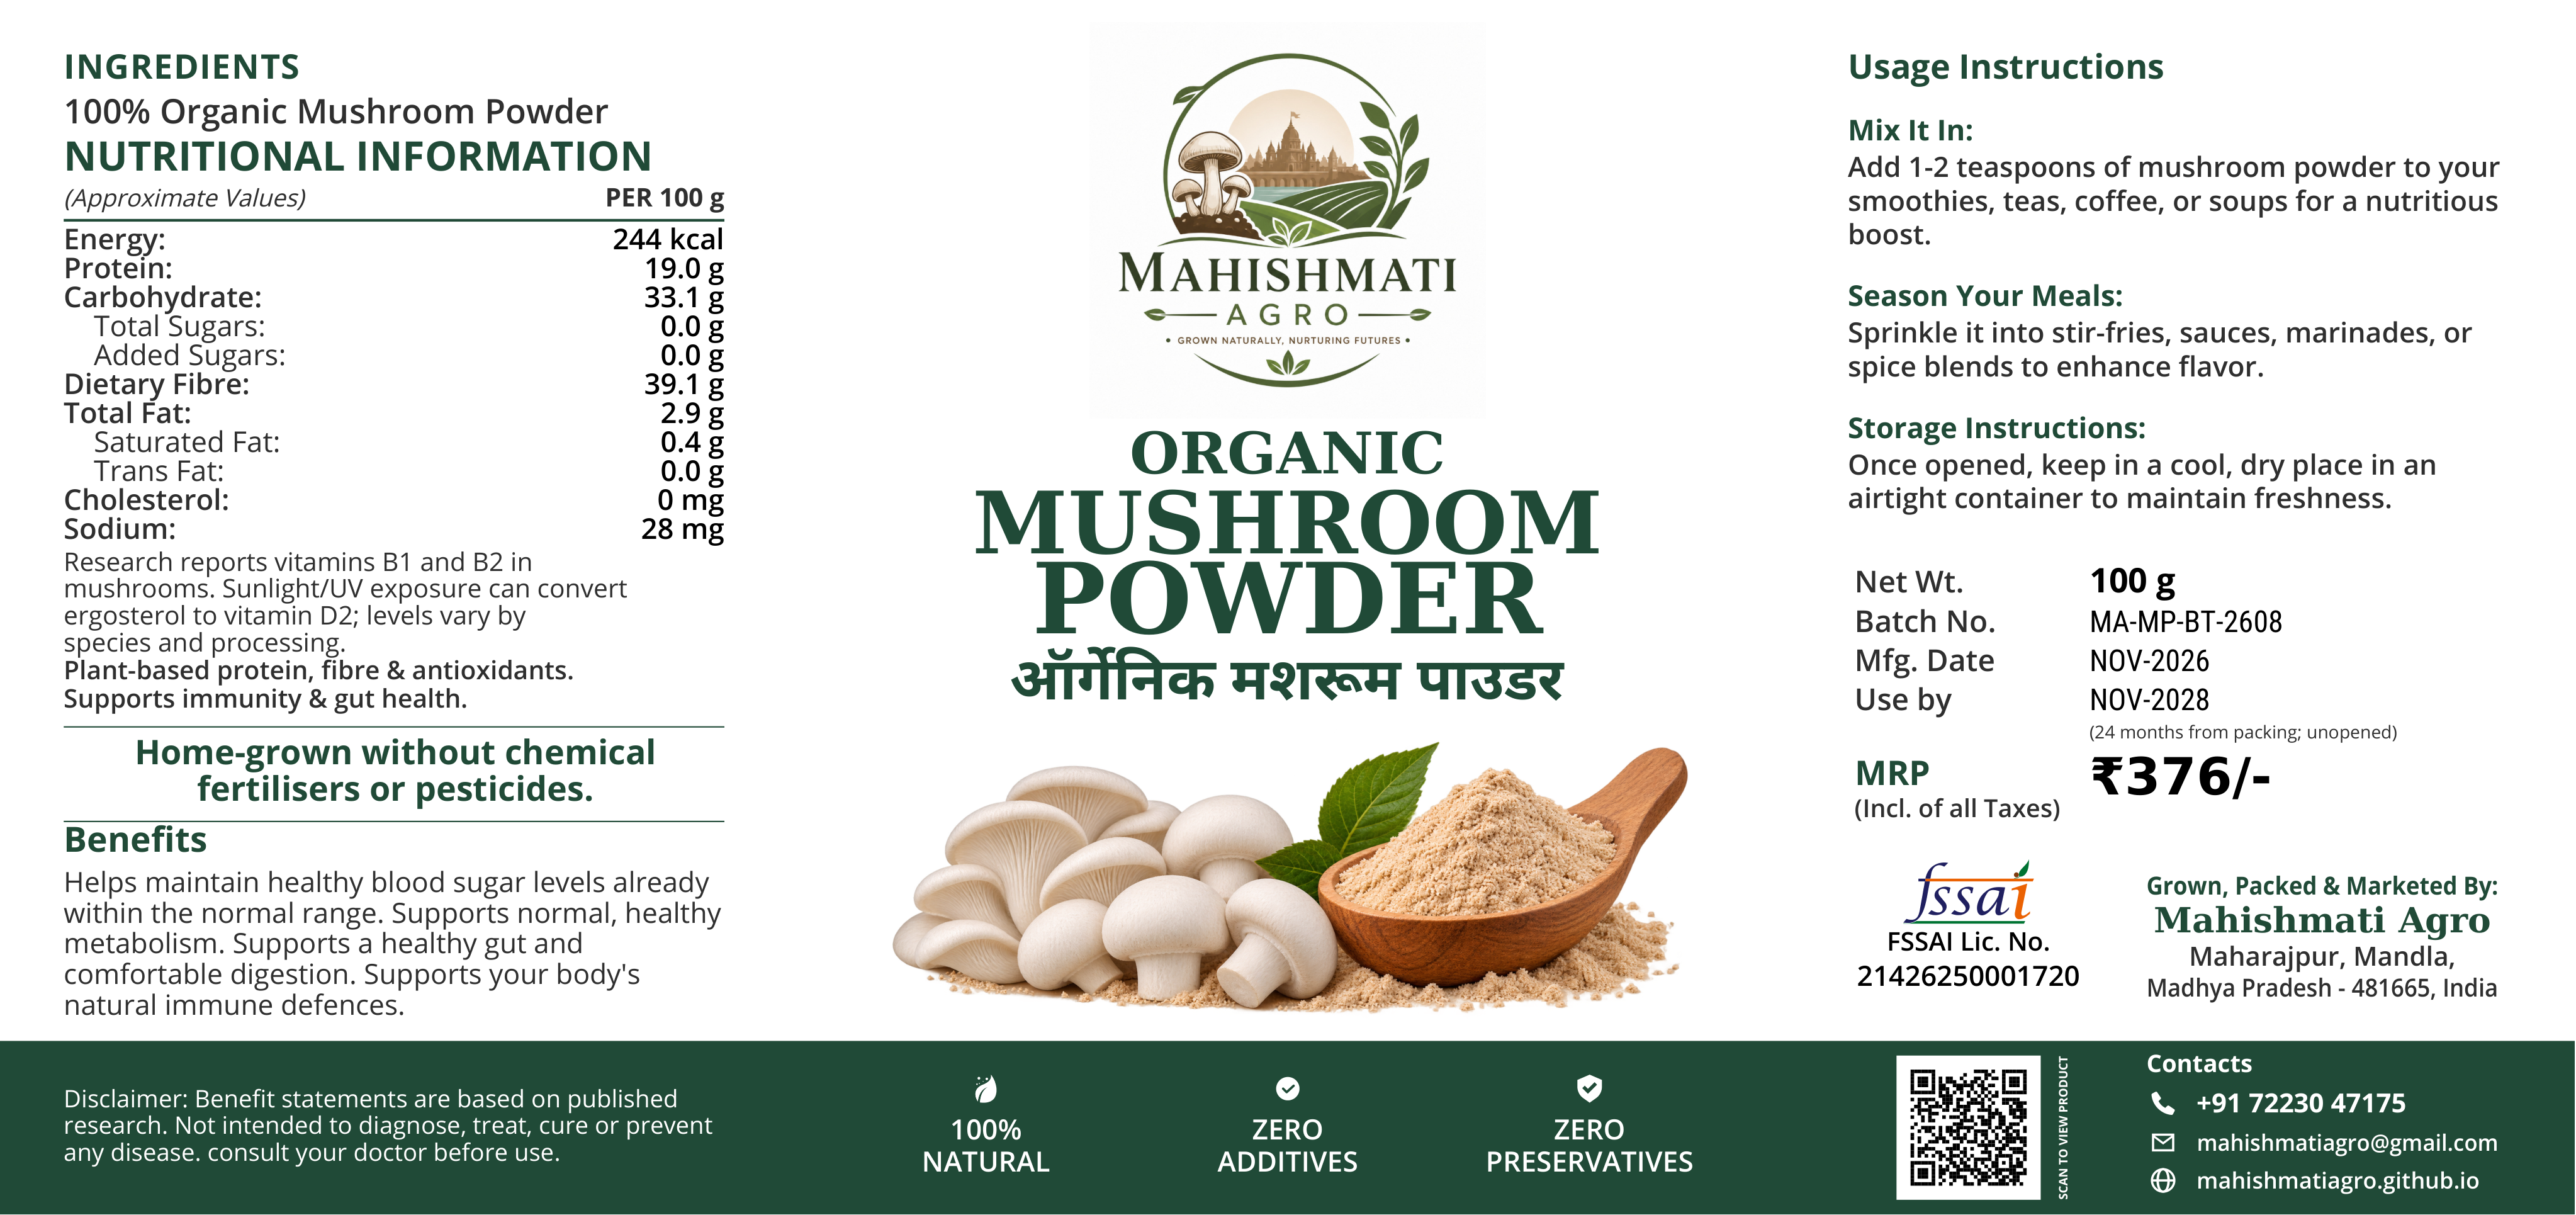 INGREDIENTS
100% Organic Mushroom Powder
NUTRITIONAL INFORMATION
(Approximate Values) PER 100 g
Energy: 244 kcal
Protein: 19.0 g
Carbohydrate: 33.1 g
Total Sugars: 0.0 g
Added Sugars: 0.0 g
Dietary Fibre: 39.1 g
Total Fat: 2.9 g
Saturated Fat: 0.4 g
Trans Fat: 0.0 g
Cholesterol: 0 mg
Sodium: 28 mg
Research reports vitamins B1 and B2 in
mushrooms. Sunlight/UV exposure can convert
ergosterol to vitamin D2; levels vary by
species and processing.
Plant-based protein, fibre & antioxidants.
Supports immunity & gut health.
Home-grown without chemical
fertilisers or pesticides.
Benefits
Helps maintain healthy blood sugar levels already
within the normal range. Supports normal, healthy
metabolism. Supports a healthy gut and
comfortable digestion. Supports your body's
natural immune defences.
Disclaimer: Benefit statements are based on published
research. Not intended to diagnose, treat, cure or prevent
any disease. consult your doctor before use.
MAHISHMATI
AGRO
• GROWN NATURALLY, NURTURING FUTURES •
ORGANIC
MUSHROOM
POWDER
ऑर्गेनिक मशरूम पाउडर
100%
NATURAL
ZERO
ADDITIVES
ZERO
PRESERVATIVES
Usage Instructions
Mix It In:
Add 1-2 teaspoons of mushroom powder to your
smoothies, teas, coffee, or soups for a nutritious
boost.
Season Your Meals:
Sprinkle it into stir-fries, sauces, marinades, or
spice blends to enhance flavor.
Storage Instructions:
Once opened, keep in a cool, dry place in an
airtight container to maintain freshness.
Net Wt. 100 g
Batch No. MA-MP-BT-2608
Mfg. Date NOV-2026
Use by NOV-2028
(24 months from packing; unopened)
MRP ₹376/-
(Incl. of all Taxes)
fssai
FSSAI Lic. No.
21426250001720
Grown, Packed & Marketed By:
Mahishmati Agro
Maharajpur, Mandla,
Madhya Pradesh - 481665, India
SCAN TO VIEW PRODUCT
Contacts
+91 72230 47175
mahishmatiagro@gmail.com
mahishmatiagro.github.io